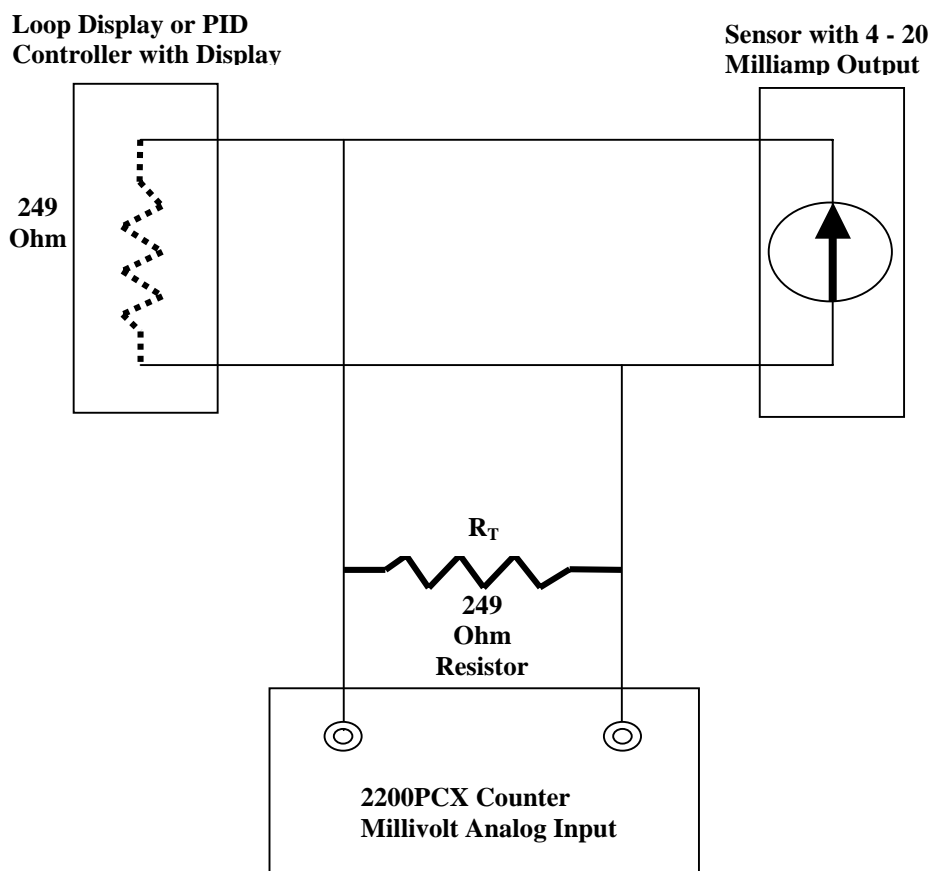 Loop Display or PID
Controller with Display
Sensor with 4 - 20
Milliamp Output
249
Ohm
R_T
249
Ohm
Resistor
2200PCX Counter
Millivolt Analog Input